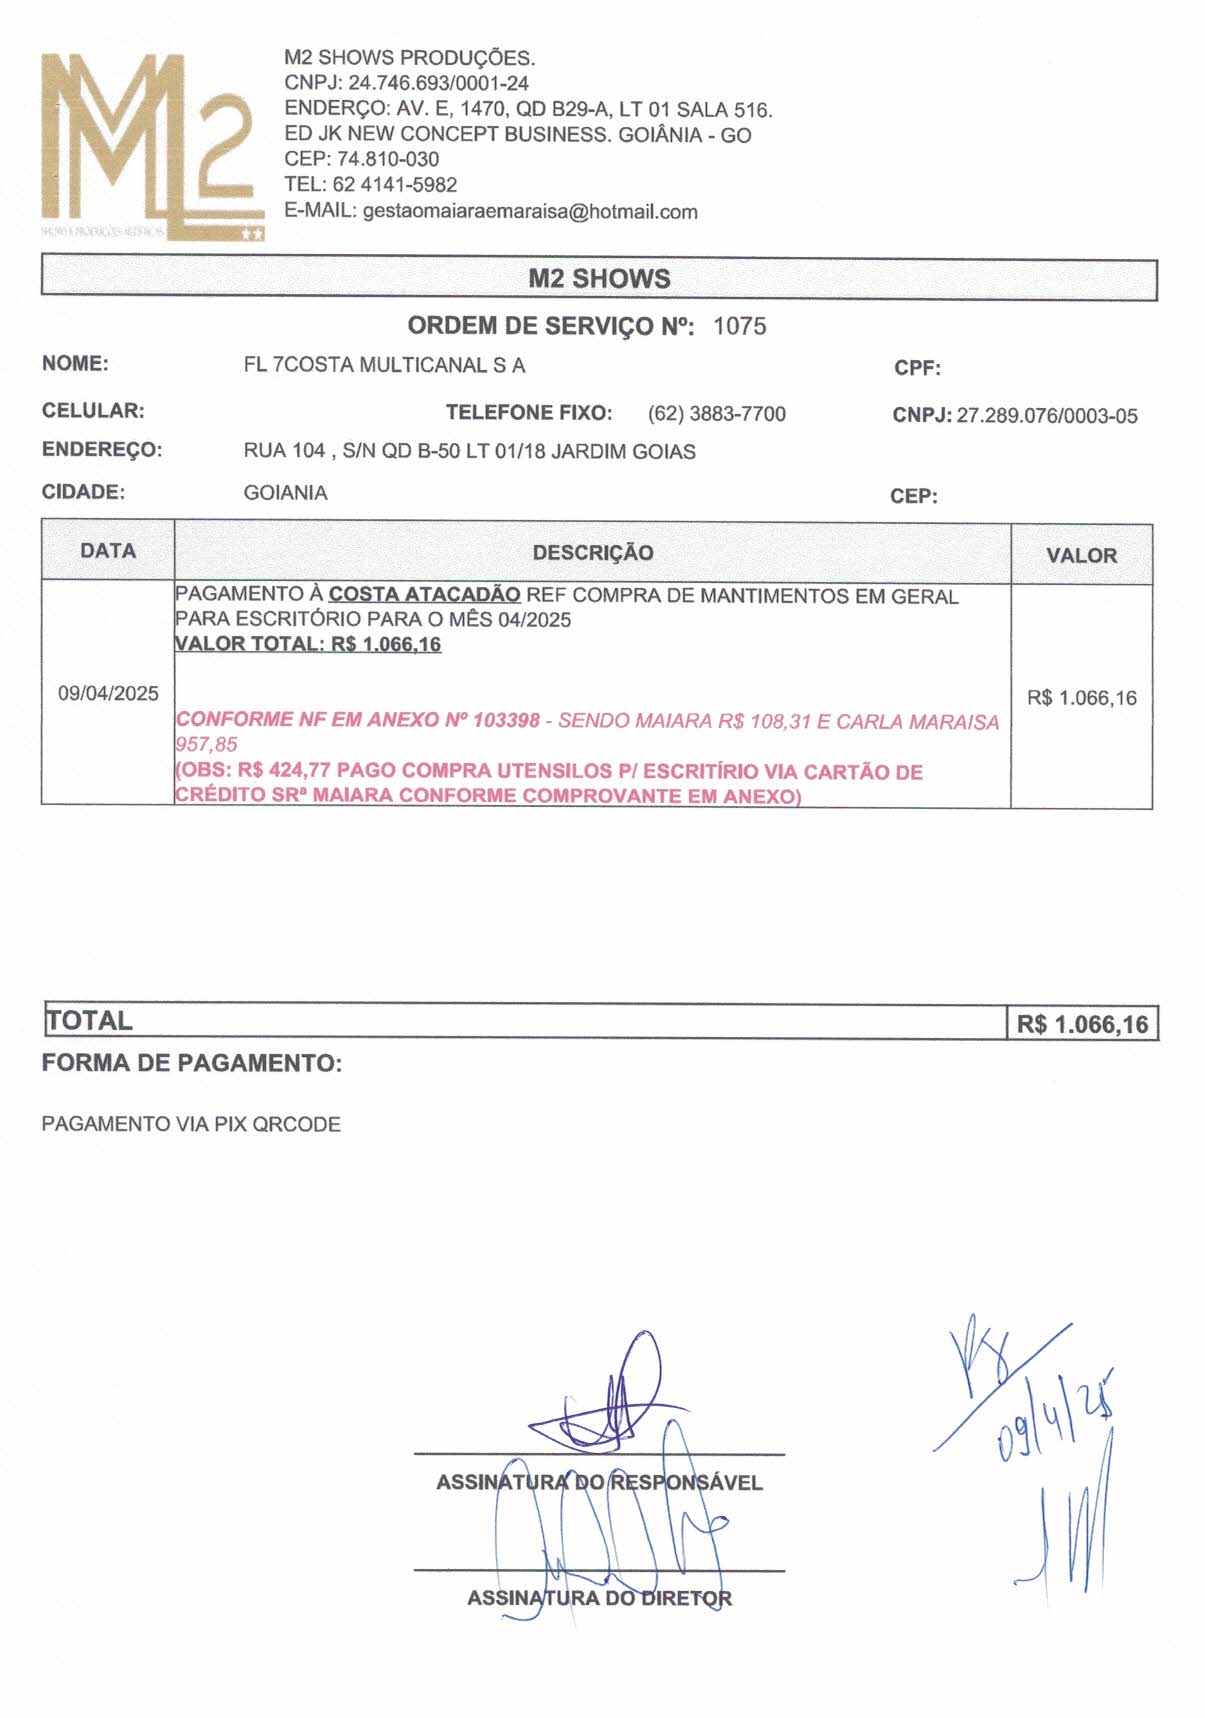 M2 SHOWS PRODUÇÕES.
CNPJ: 24.746.693/0001-24
ENDERÇO: AV. E, 1470, QD B29-A, LT 01 SALA 516.
ED JK NEW CONCEPT BUSINESS. GOIÂNIA - GO
CEP: 74.810-030
TEL: 62 4141-5982
E-MAIL: gestaomaiaraemaraisa@hotmail.com
M2
M2 SHOWS
ORDEM DE SERVIÇO Nº: 1075
NOME: FL 7COSTA MULTICANAL S A CPF:
CELULAR: TELEFONE FIXO: (62) 3883-7700 CNPJ: 27.289.076/0003-05
ENDEREÇO: RUA 104 , S/N QD B-50 LT 01/18 JARDIM GOIAS
CIDADE: GOIANIA CEP:
DATA DESCRIÇÃO VALOR
PAGAMENTO À COSTA ATACADÃO REF COMPRA DE MANTIMENTOS EM GERAL
PARA ESCRITÓRIO PARA O MÊS 04/2025
VALOR TOTAL: R$ 1.066,16
09/04/2025 R$ 1.066,16
CONFORME NF EM ANEXO Nº 103398 - SENDO MAIARA R$ 108,31 E CARLA MARAISA
957,85
(OBS: R$ 424,77 PAGO COMPRA UTENSILOS P/ ESCRITÍRIO VIA CARTÃO DE
CRÉDITO SRª MAIARA CONFORME COMPROVANTE EM ANEXO)
TOTAL R$ 1.066,16
FORMA DE PAGAMENTO:
PAGAMENTO VIA PIX QRCODE
09/4/25
ASSINATURA DO RESPONSÁVEL
ASSINATURA DO DIRETOR